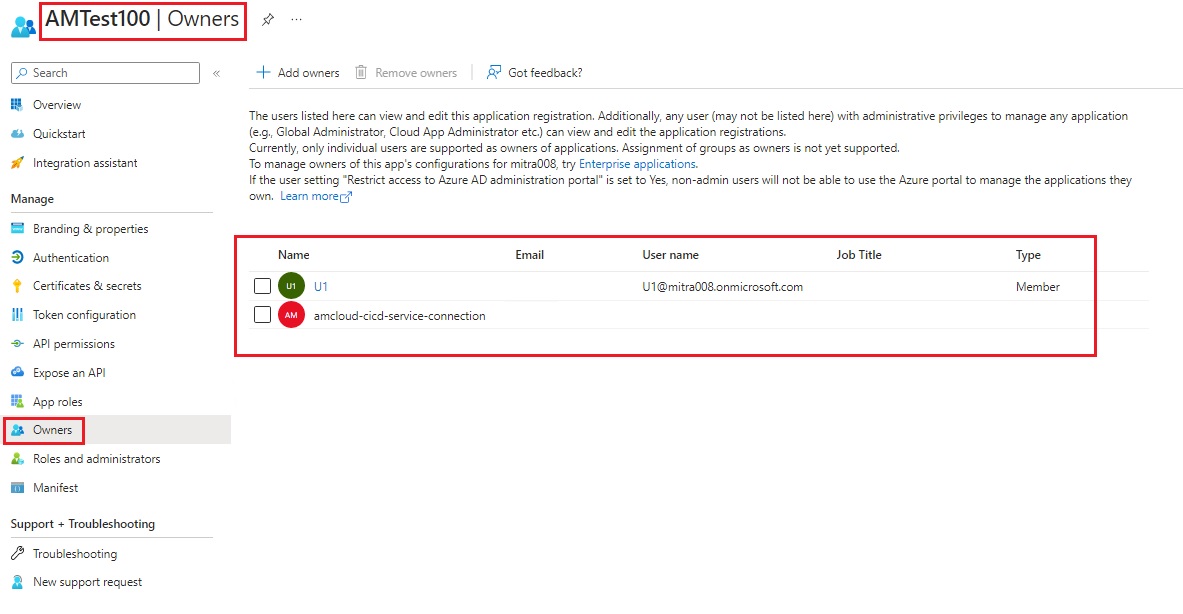 AMTest100 | Owners
Search
Overview
Quickstart
Integration assistant
Manage
Branding & properties
Authentication
Certificates & secrets
Token configuration
API permissions
Expose an API
App roles
Owners
Roles and administrators
Manifest
Support + Troubleshooting
Troubleshooting
New support request
Add owners Remove owners Got feedback?
The users listed here can view and edit this application registration. Additionally, any user (may not be listed here) with administrative privileges to manage any application
(e.g., Global Administrator, Cloud App Administrator etc.) can view and edit the application registrations.
Currently, only individual users are supported as owners of applications. Assignment of groups as owners is not yet supported.
To manage owners of this app's configurations for mitra008, try Enterprise applications.
If the user setting "Restrict access to Azure AD administration portal" is set to Yes, non-admin users will not be able to use the Azure portal to manage the applications they
own. Learn more
Name Email User name Job Title Type
U1 U1 U1@mitra008.onmicrosoft.com Member
AM amcloud-cicd-service-connection